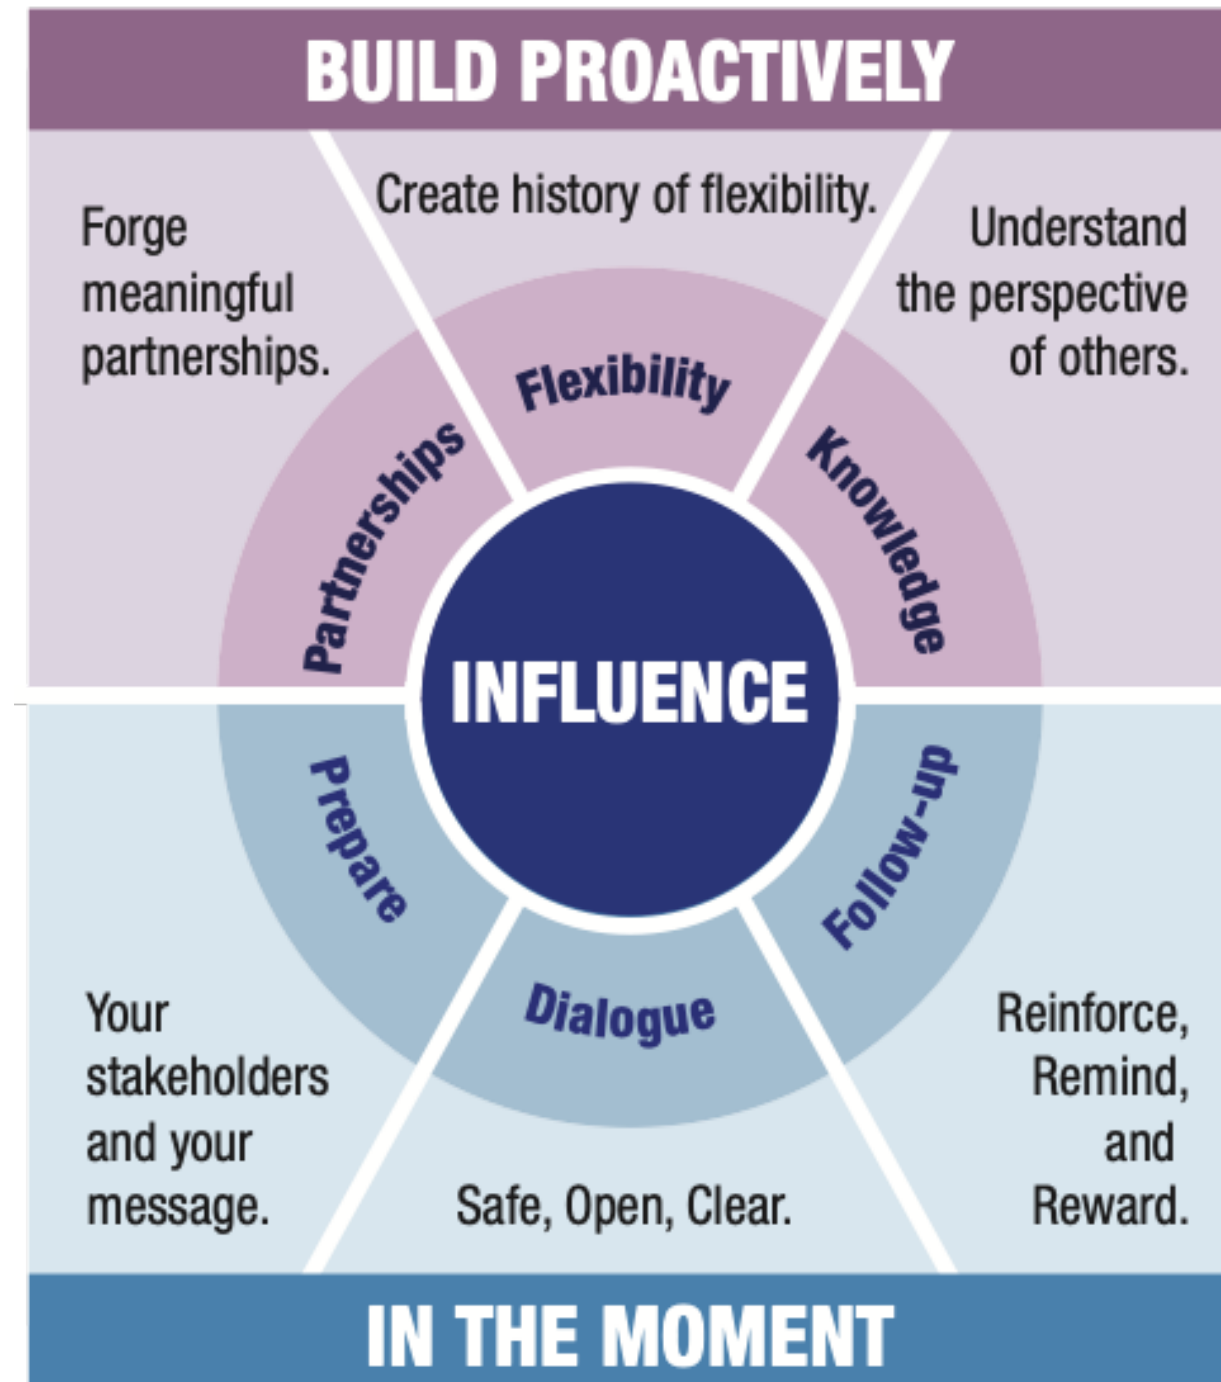 BUILD PROACTIVELY
Forge
meaningful
partnerships.
Create history of flexibility.
Understand
the perspective
of others.
Partnerships
Flexibility
Knowledge
INFLUENCE
Prepare
Dialogue
Follow-up
Your
stakeholders
and your
message.
Safe, Open, Clear.
Reinforce,
Remind,
and
Reward.
IN THE MOMENT